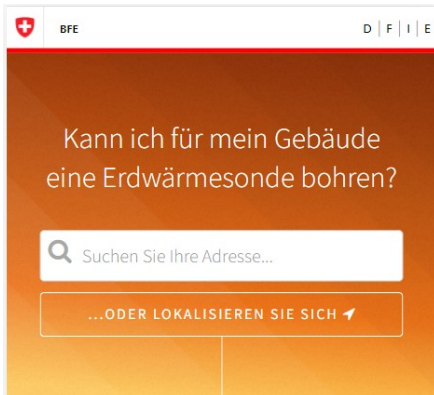 BFE
D | F | I | E
Kann ich für mein Gebäude
eine Erdwärmesonde bohren?
Suchen Sie Ihre Adresse...
...ODER LOKALISIEREN SIE SICH